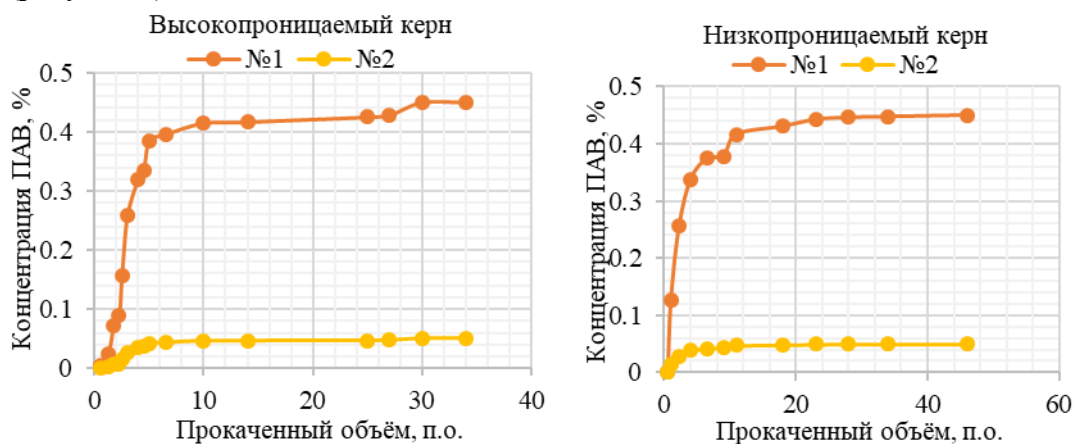 Высокопроницаемый керн
№1 №2
Концентрация ПАВ, %
0.5
0.4
0.3
0.2
0.1
0
0 10 20 30 40
Прокаченный объём, п.о.
Низкопроницаемый керн
№1 №2
Концентрация ПАВ, %
0.5
0.4
0.3
0.2
0.1
0
0 20 40 60
Прокаченный объём, п.о.